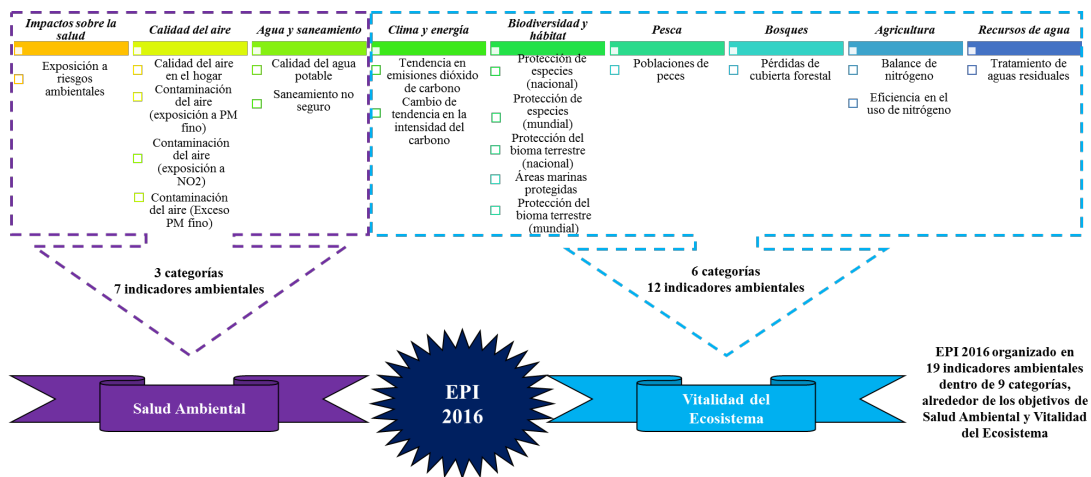 Impactos sobre la
salud
Exposición a
riesgos
ambientales
Calidad del aire
Calidad del aire
en el hogar
Contaminación
del aire
(exposición a PM
fino)
Contaminación
del aire
(exposición a
NO2)
Contaminación
del aire (Exceso
PM fino)
Agua y saneamiento
Calidad del agua
potable
Saneamiento no
seguro
Clima y energía
Tendencia en
emisiones dióxido
de carbono
Cambio de
tendencia en la
intensidad del
carbono
Biodiversidad y
hábitat
Protección de
especies
(nacional)
Protección de
especies
(mundial)
Protección del
bioma terrestre
(nacional)
Áreas marinas
protegidas
Protección del
bioma terrestre
(mundial)
Pesca
Poblaciones de
peces
Bosques
Pérdidas de
cubierta forestal
Agricultura
Balance de
nitrógeno
Eficiencia en el
uso de nitrógeno
Recursos de agua
Tratamiento de
aguas residuales
3 categorías
7 indicadores ambientales
6 categorías
12 indicadores ambientales
Salud Ambiental
EPI
2016
Vitalidad del
Ecosistema
EPI 2016 organizado en
19 indicadores ambientales
dentro de 9 categorías,
alrededor de los objetivos de
Salud Ambiental y Vitalidad
del Ecosistema